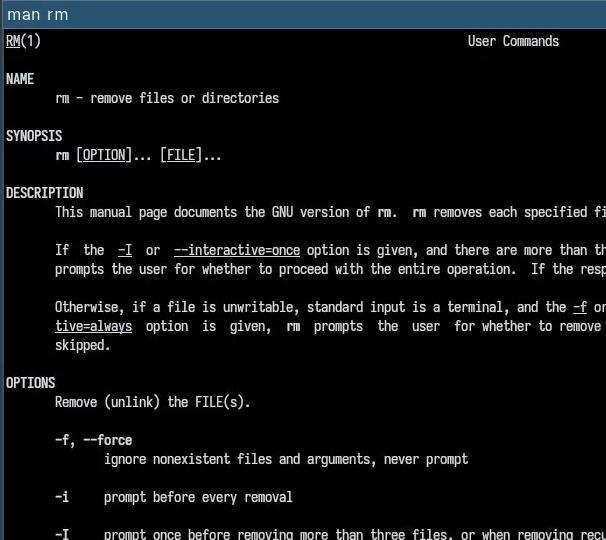 man rm
RM(1) User Commands
NAME
rm - remove files or directories
SYNOPSIS
rm [OPTION]... [FILE]...
DESCRIPTION
This manual page documents the GNU version of rm. rm removes each specified fi
If the -I or --interactive=once option is given, and there are more than th
prompts the user for whether to proceed with the entire operation. If the resp
Otherwise, if a file is unwritable, standard input is a terminal, and the -f or
tive=always option is given, rm prompts the user for whether to remove
skipped.
OPTIONS
Remove (unlink) the FILE(s).
-f, --force
ignore nonexistent files and arguments, never prompt
-i prompt before every removal
-I prompt once before removing more than three files, or when removing recu